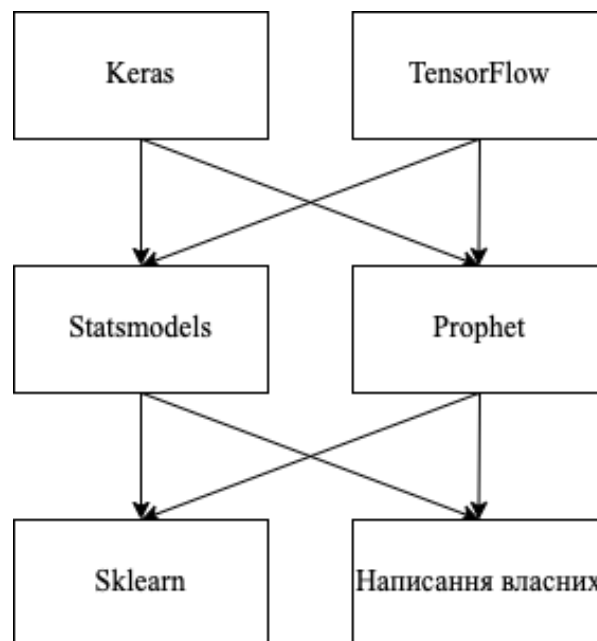 Keras
TensorFlow
Statsmodels
Prophet
Sklearn
Написання власних